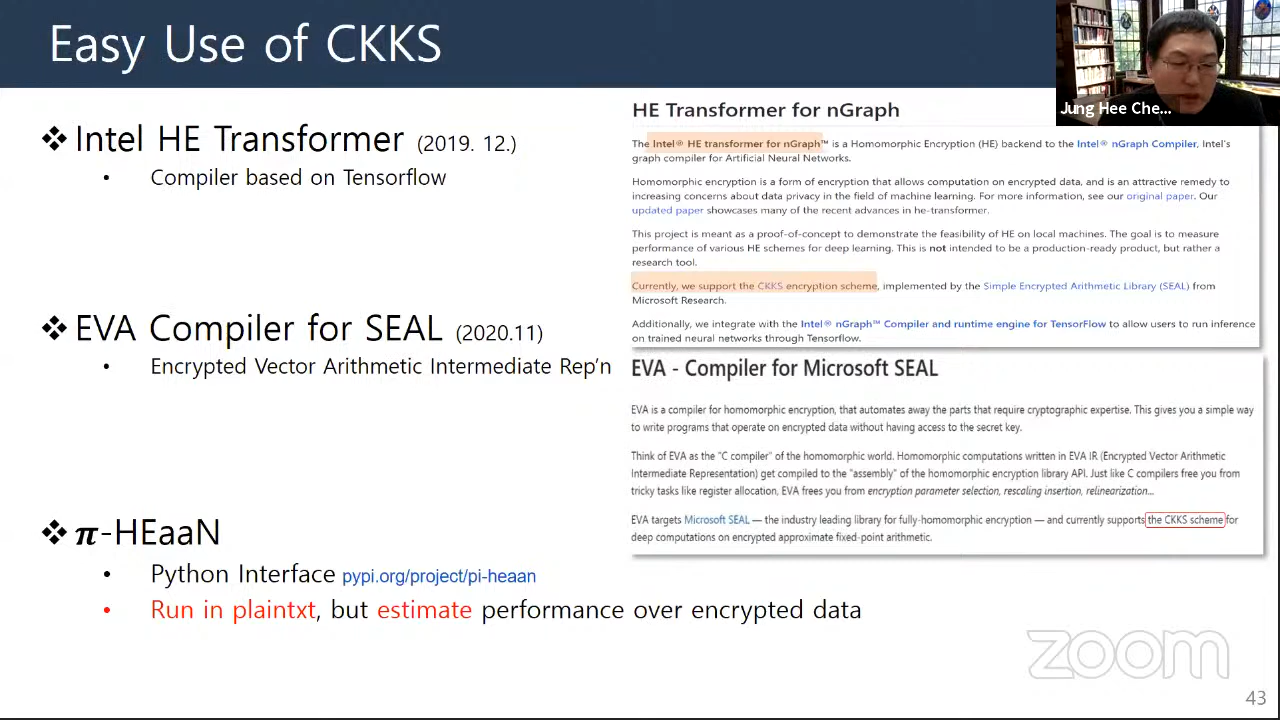 Easy Use of CKKS
Jung Hee Che...
❖ Intel HE Transformer (2019. 12.)
• Compiler based on Tensorflow
❖ EVA Compiler for SEAL (2020.11)
• Encrypted Vector Arithmetic Intermediate Rep’n
❖ π-HEaaN
• Python Interface pypi.org/project/pi-heaan
• Run in plaintxt, but estimate performance over encrypted data
HE Transformer for nGraph
The Intel® HE transformer for nGraph™ is a Homomorphic Encryption (HE) backend to the Intel® nGraph Compiler, Intel's
graph compiler for Artificial Neural Networks.
Homomorphic encryption is a form of encryption that allows computation on encrypted data, and is an attractive remedy to
increasing concerns about data privacy in the field of machine learning. For more information, see our original paper. Our
updated paper showcases many of the recent advances in he-transformer.
This project is meant as a proof-of-concept to demonstrate the feasibility of HE on local machines. The goal is to measure
performance of various HE schemes for deep learning. This is not intended to be a production-ready product, but rather a
research tool.
Currently, we support the CKKS encryption scheme, implemented by the Simple Encrypted Arithmetic Library (SEAL) from
Microsoft Research.
Additionally, we integrate with the Intel® nGraph™ Compiler and runtime engine for TensorFlow to allow users to run inference
on trained neural networks through Tensorflow.
EVA - Compiler for Microsoft SEAL
EVA is a compiler for homomorphic encryption, that automates away the parts that require cryptographic expertise. This gives you a simple way
to write programs that operate on encrypted data without having access to the secret key.
Think of EVA as the "C compiler" of the homomorphic world. Homomorphic computations written in EVA IR (Encrypted Vector Arithmetic
Intermediate Representation) get compiled to the "assembly" of the homomorphic encryption library API. Just like C compilers free you from
tricky tasks like register allocation, EVA frees you from encryption parameter selection, rescaling insertion, relinearization...
EVA targets Microsoft SEAL — the industry leading library for fully-homomorphic encryption — and currently supports the CKKS scheme for
deep computations on encrypted approximate fixed-point arithmetic.
zoom
43